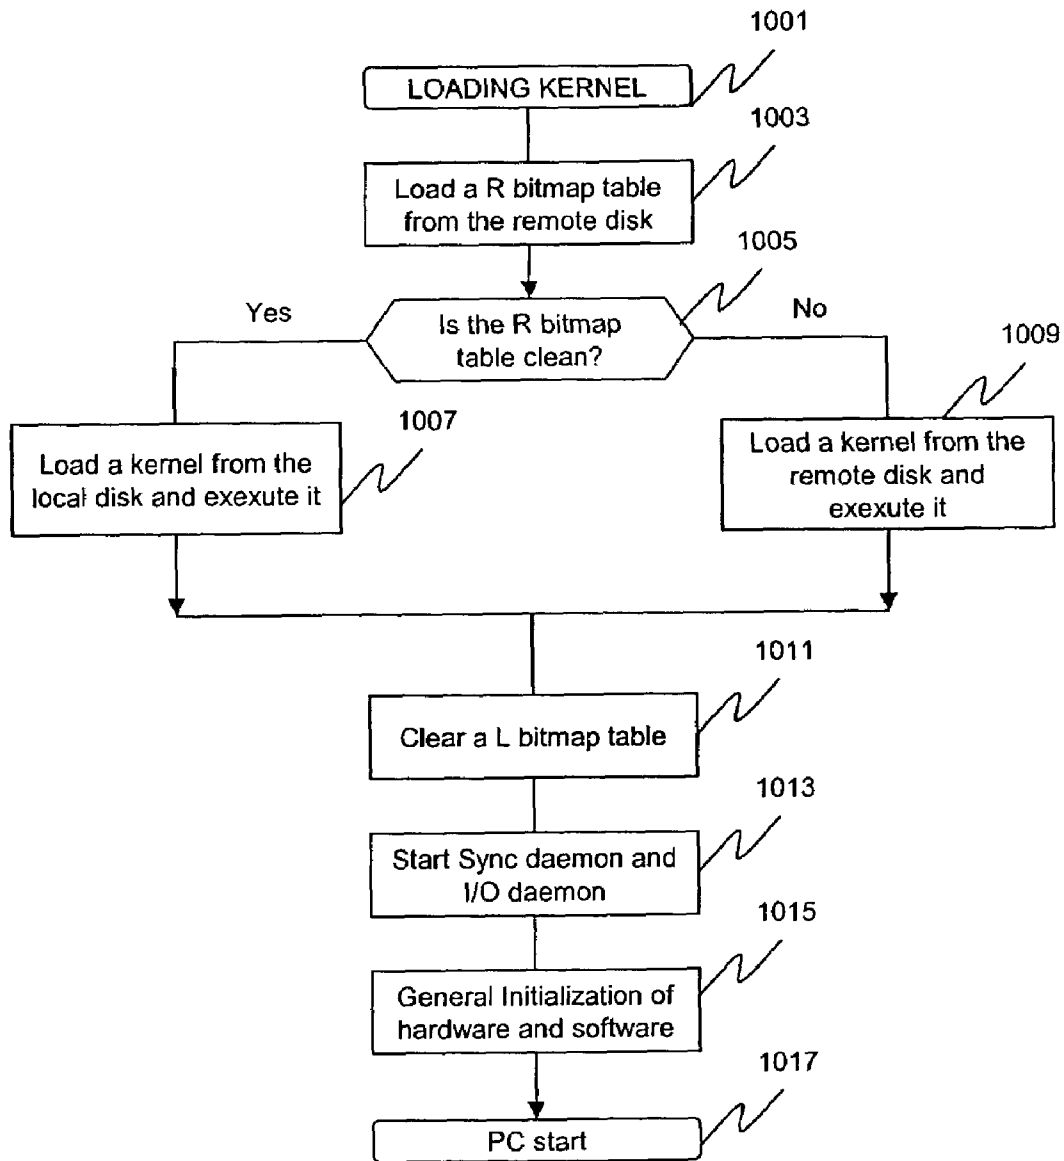 1001
LOADING KERNEL
1003
Load a R bitmap table
from the remote disk
1005
Yes
Is the R bitmap
table clean?
No
1009
1007
Load a kernel from the
local disk and exexute it
Load a kernel from the
remote disk and
exexute it
1011
Clear a L bitmap table
1013
Start Sync daemon and
I/O daemon
1015
General Initialization of
hardware and software
1017
PC start